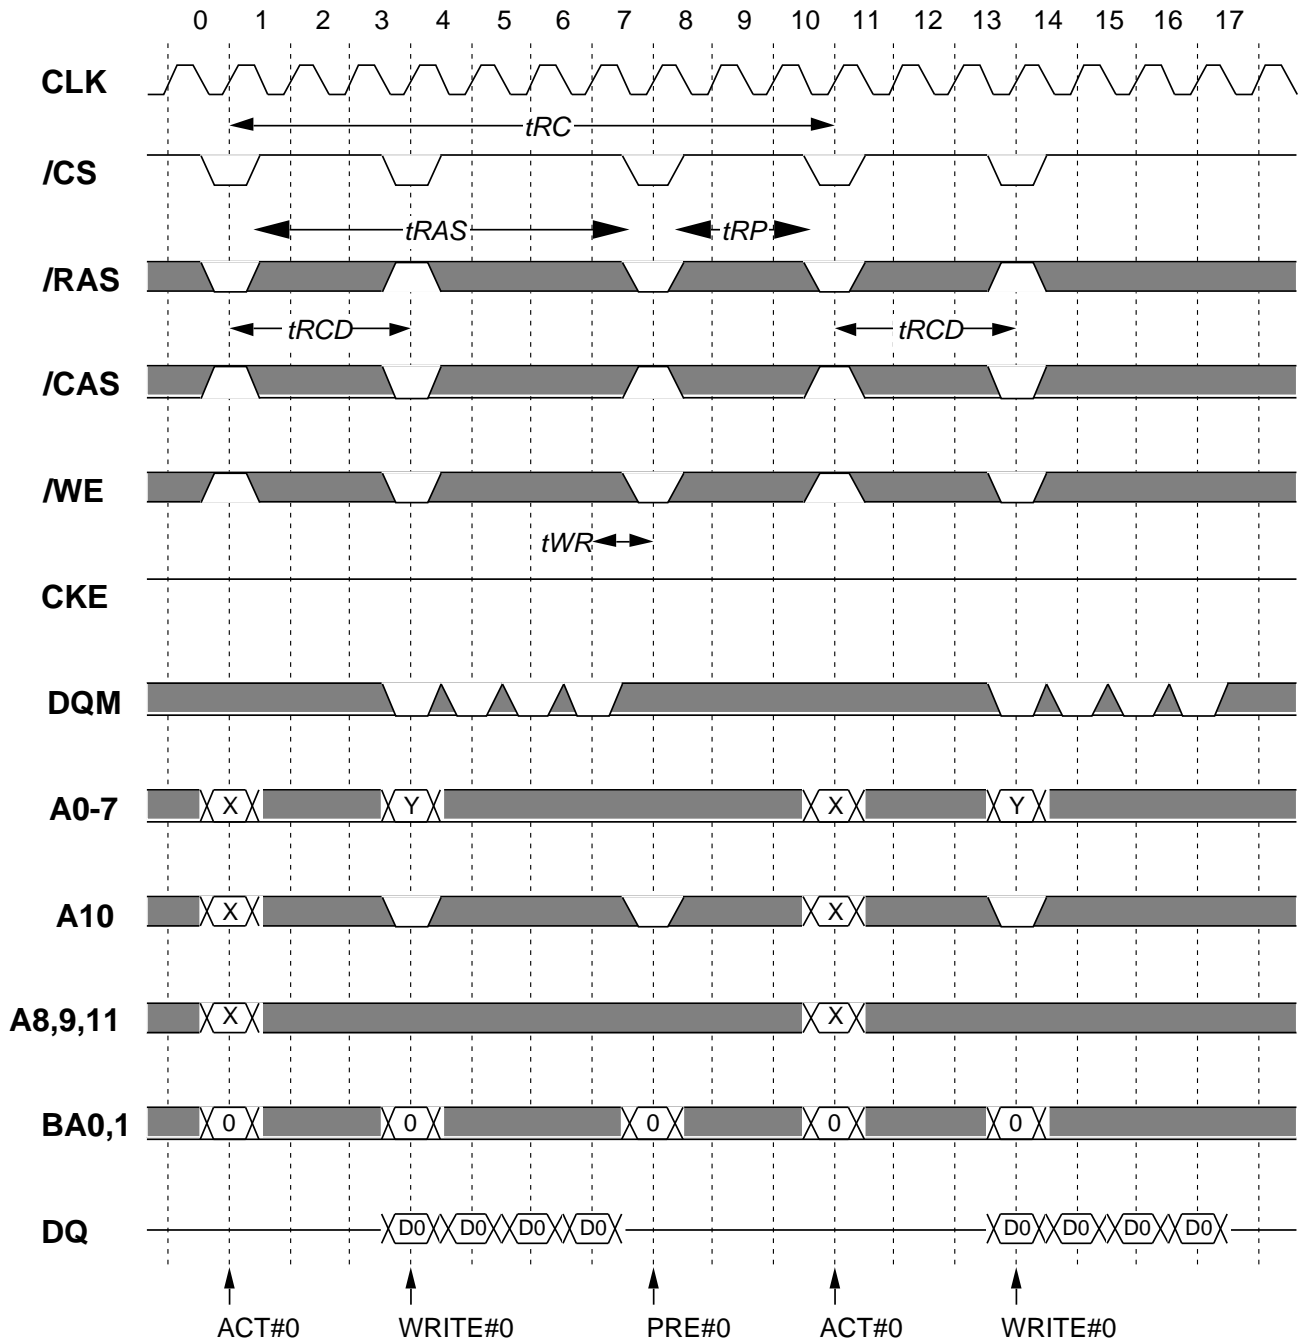 0 1 2 3 4 5 6 7 8 9 10 11 12 13 14 15 16 17
CLK
tRC
/CS
tRAS tRP
/RAS
tRCD tRCD
/CAS
/WE
tWR
CKE
DQM
A0-7 X Y X Y
A10 X X
A8,9,11 X X
BA0,1 0 0 0 0 0
DQ D0 D0 D0 D0 D0 D0 D0 D0
ACT#0 WRITE#0 PRE#0 ACT#0 WRITE#0